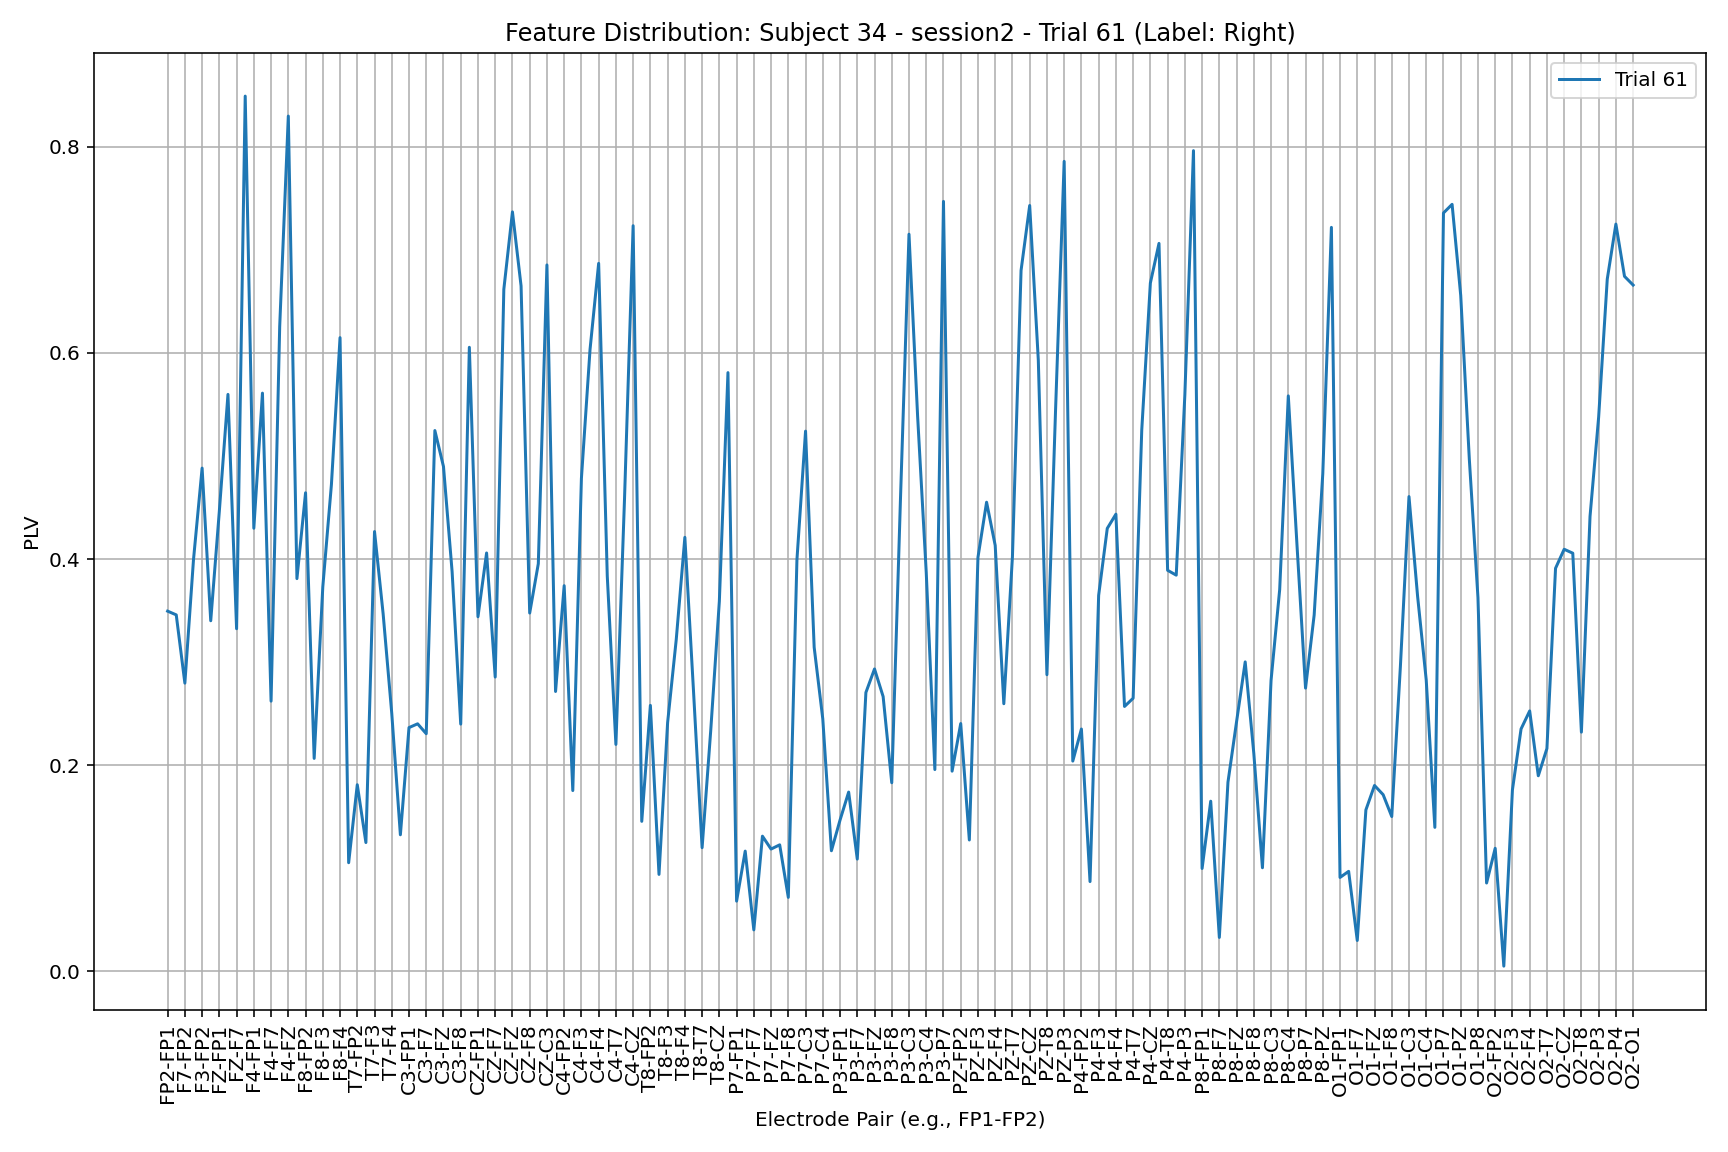 Feature Distribution: Subject 34 - session2 - Trial 61 (Label: Right)
Trial 61
PLV
0.8
0.6
0.4
0.2
0.0
FP2-FP1
F7-FP2
F3-FP2
FZ-FP1
FZ-F7
F4-FP1
F4-F7
F4-FZ
F8-FP2
F8-F3
F8-F4
T7-FP2
T7-F3
T7-F4
C3-FP1
C3-F7
C3-FZ
C3-F8
CZ-FP1
CZ-F7
CZ-FZ
CZ-F8
CZ-C3
C4-FP2
C4-F3
C4-F4
C4-T7
C4-CZ
T8-FP2
T8-F3
T8-F4
T8-T7
T8-CZ
P7-FP1
P7-F7
P7-FZ
P7-F8
P7-C3
P7-C4
P3-FP1
P3-F7
P3-FZ
P3-F8
P3-C3
P3-C4
P3-P7
PZ-FP2
PZ-F3
PZ-F4
PZ-T7
PZ-CZ
PZ-T8
PZ-P3
P4-FP2
P4-F3
P4-F4
P4-T7
P4-CZ
P4-T8
P4-P3
P8-FP1
P8-F7
P8-FZ
P8-F8
P8-C3
P8-C4
P8-P7
P8-PZ
O1-FP1
O1-F7
O1-FZ
O1-F8
O1-C3
O1-C4
O1-P7
O1-PZ
O1-P8
O2-FP2
O2-F3
O2-F4
O2-T7
O2-CZ
O2-T8
O2-P3
O2-P4
O2-O1
Electrode Pair (e.g., FP1-FP2)